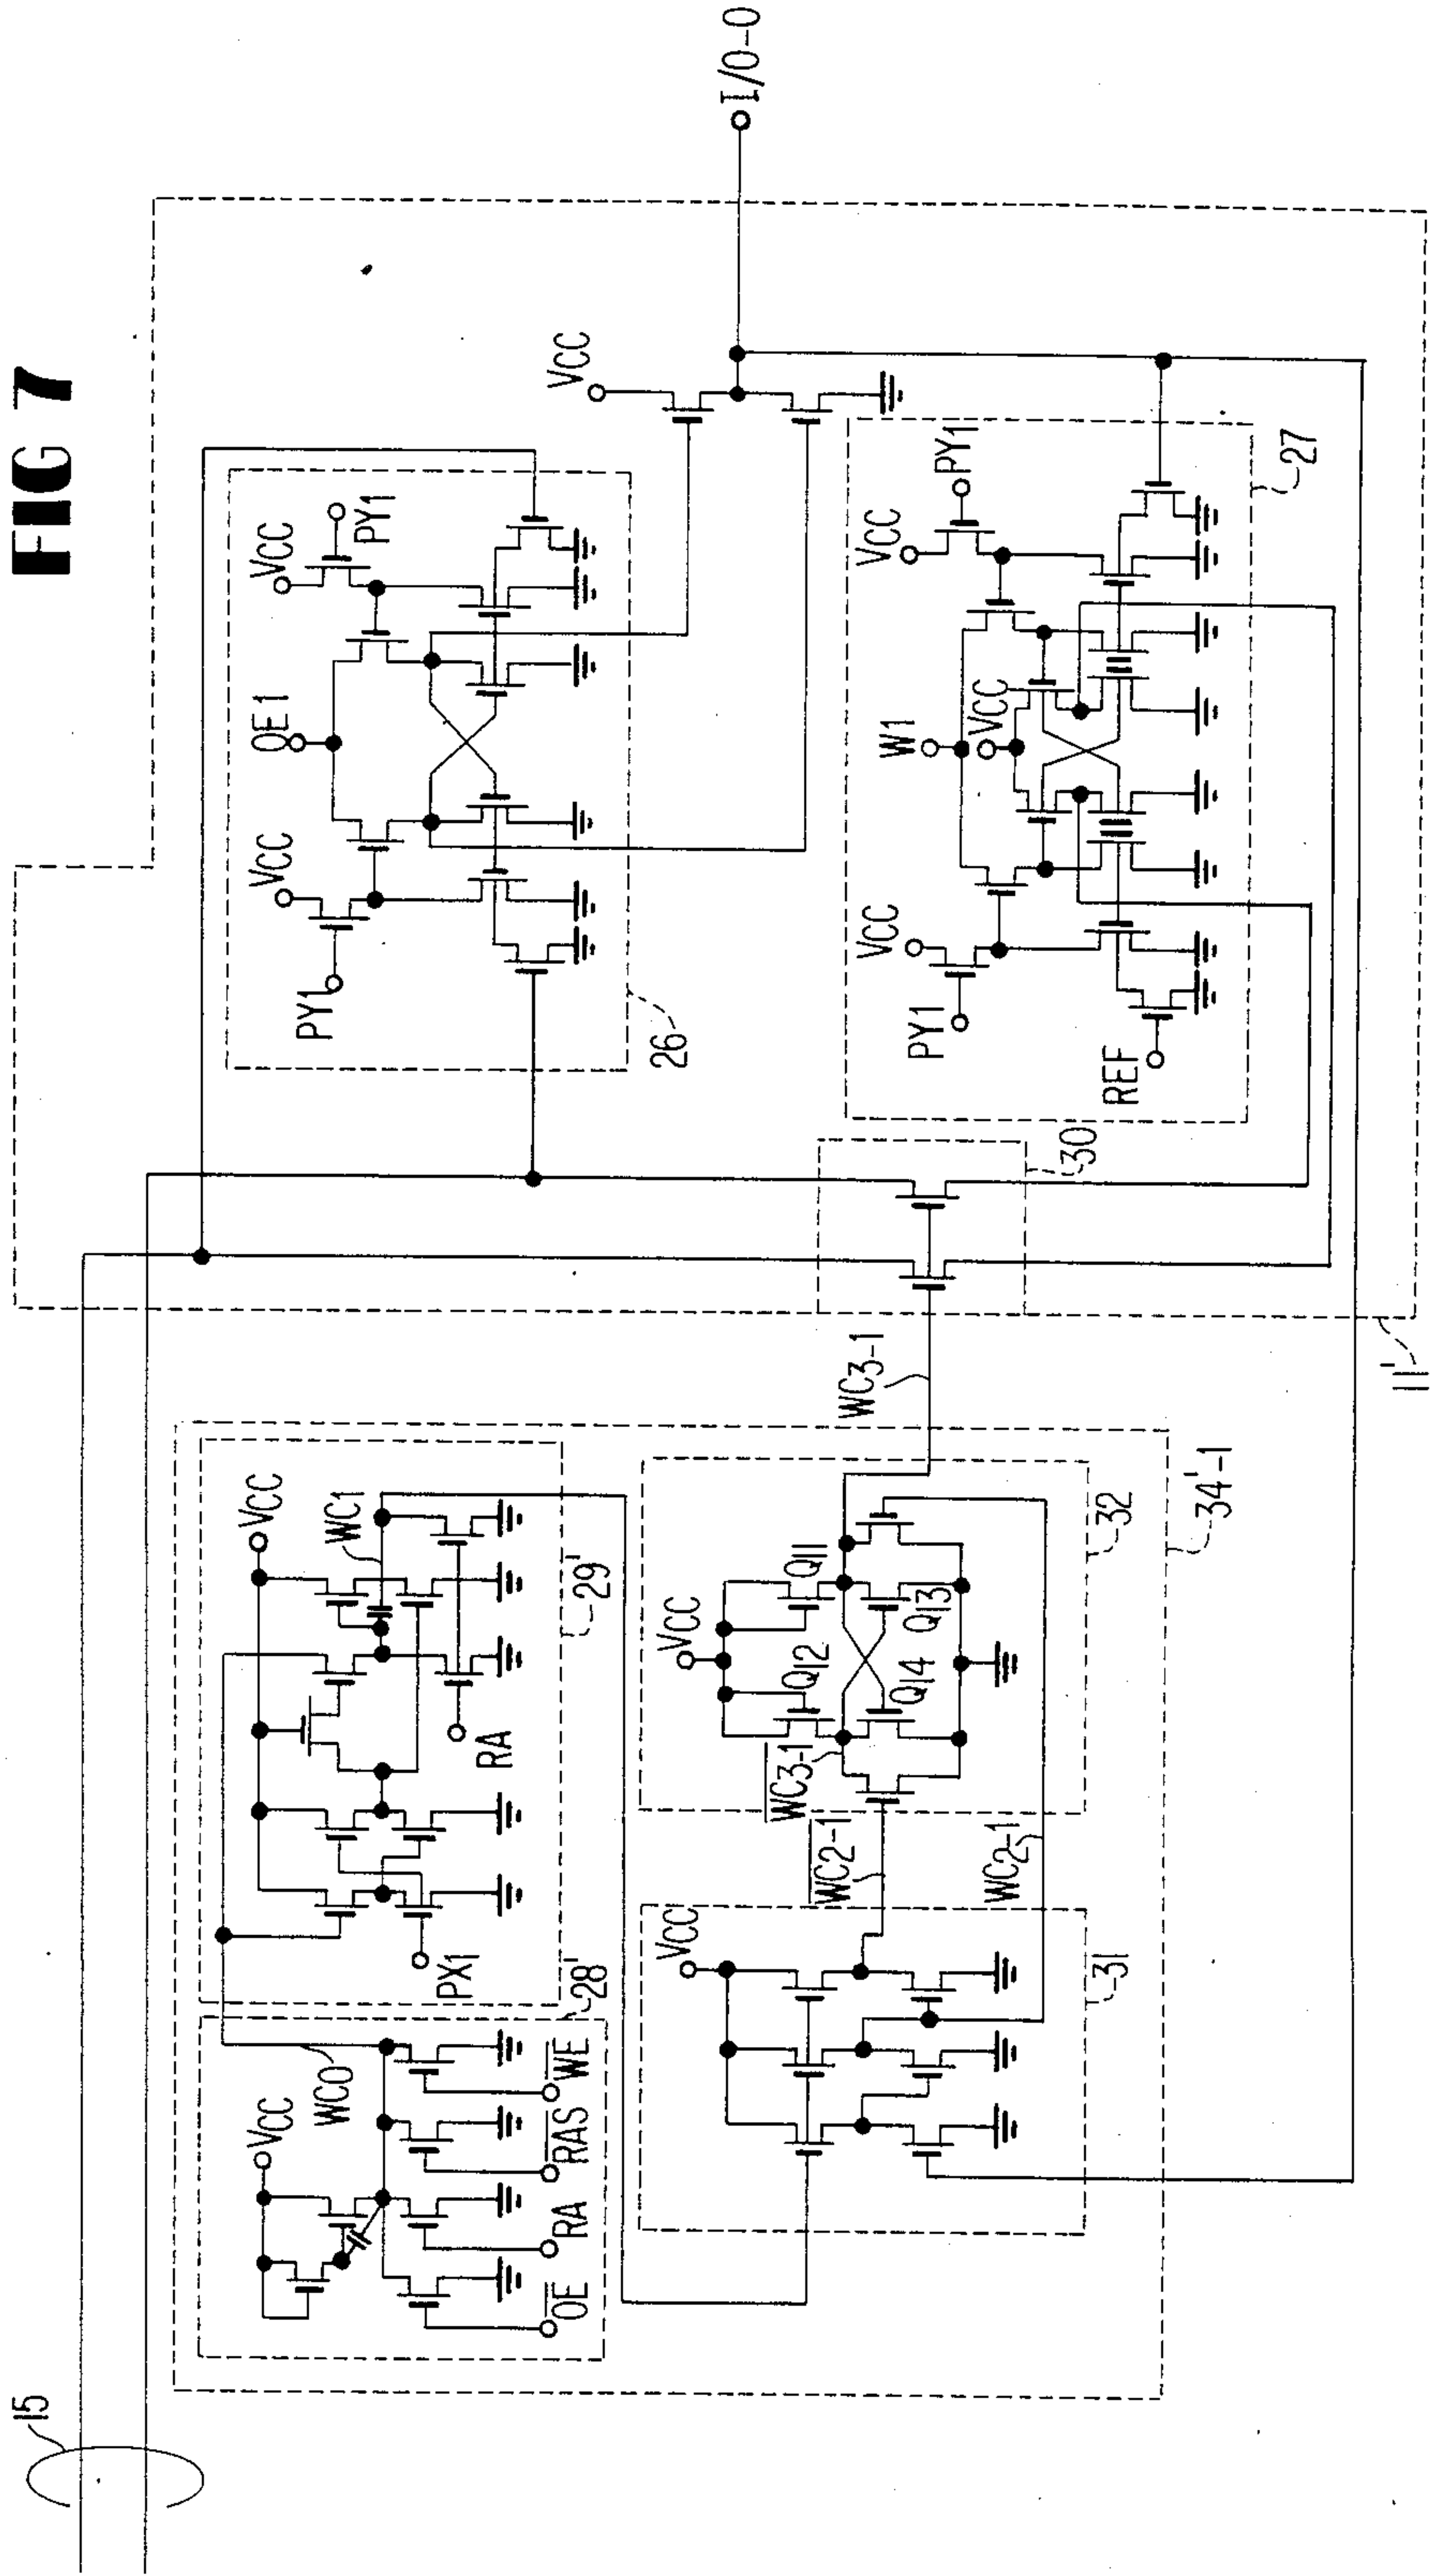 FIG 7
15
VCC
WC0
OE
RA
RAS
WE
28'
PX1
VCC
WC1
RA
29'
VCC
31
WC2-1
WC2-1
WC3-1
VCC
Q12
Q11
Q14
Q13
32
34'-1
WC3-1
30
11'
PY1
VCC
OE1
VCC
PY1
26
VCC
I/O-0
PY1
VCC
W1
VCC
VCC
PY1
REF
27